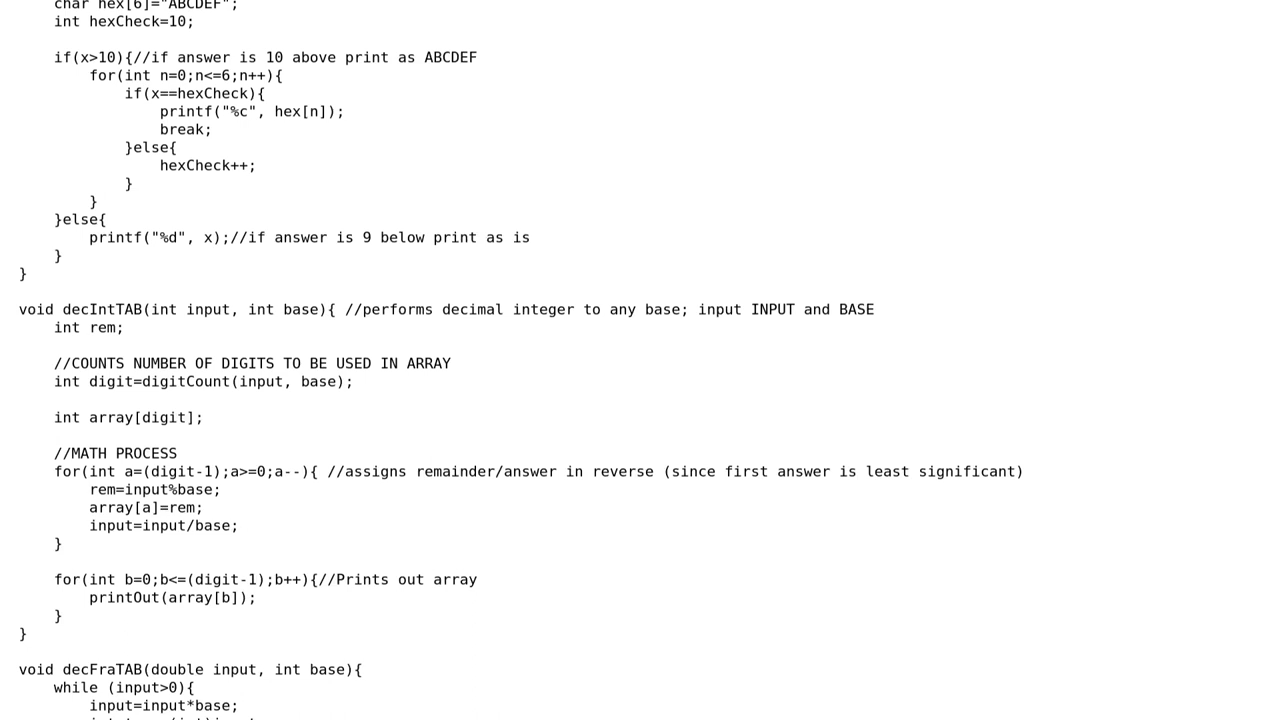 char hex[6]="ABCDEF";
    int hexCheck=10;

    if(x>10){//if answer is 10 above print as ABCDEF
        for(int n=0;n<=6;n++){
            if(x==hexCheck){
                printf("%c", hex[n]);
                break;
            }else{
                hexCheck++;
            }
        }
    }else{
        printf("%d", x);//if answer is 9 below print as is
    }
}

void decIntTAB(int input, int base){ //performs decimal integer to any base; input INPUT and BASE
    int rem;

    //COUNTS NUMBER OF DIGITS TO BE USED IN ARRAY
    int digit=digitCount(input, base);

    int array[digit];

    //MATH PROCESS
    for(int a=(digit-1);a>=0;a--){ //assigns remainder/answer in reverse (since first answer is least significant)
        rem=input%base;
        array[a]=rem;
        input=input/base;
    }

    for(int b=0;b<=(digit-1);b++){//Prints out array
        printOut(array[b]);
    }
}

void decFraTAB(double input, int base){
    while (input>0){
        input=input*base;